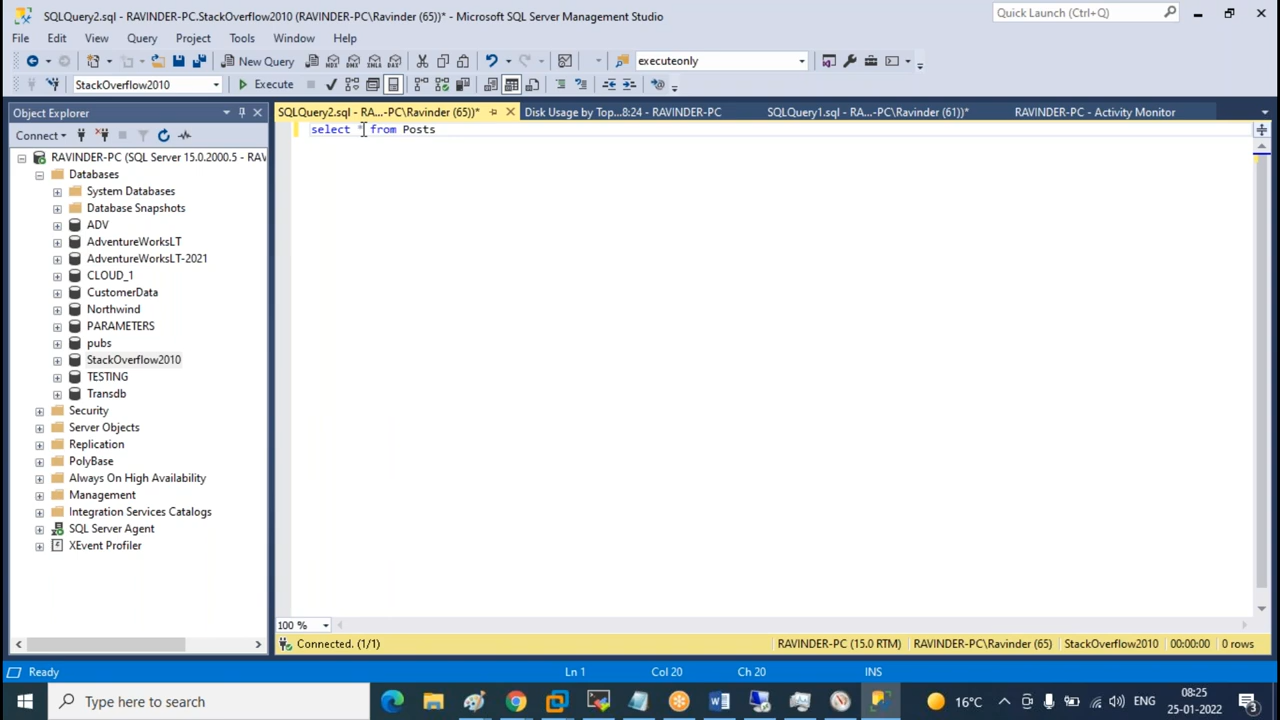 SQLQuery2.sql - RAVINDER-PC.StackOverflow2010 (RAVINDER-PC\Ravinder (65))* - Microsoft SQL Server Management Studio
Quick Launch (Ctrl+Q)
File Edit View Query Project Tools Window Help
New Query
MDX
DMX
XMLA
DAX
executeonly
StackOverflow2010
Execute
Object Explorer
SQLQuery2.sql - RA...-PC\Ravinder (65))*
Disk Usage by Top...8:24 - RAVINDER-PC
SQLQuery1.sql - RA...-PC\Ravinder (61))*
RAVINDER-PC - Activity Monitor
Connect
select * from Posts
RAVINDER-PC (SQL Server 15.0.2000.5 - RAV
Databases
System Databases
Database Snapshots
ADV
AdventureWorksLT
AdventureWorksLT-2021
CLOUD_1
CustomerData
Northwind
PARAMETERS
pubs
StackOverflow2010
TESTING
Transdb
Security
Server Objects
Replication
PolyBase
Always On High Availability
Management
Integration Services Catalogs
SQL Server Agent
XEvent Profiler
100 %
Connected. (1/1)
RAVINDER-PC (15.0 RTM)
RAVINDER-PC\Ravinder (65)
StackOverflow2010
00:00:00
0 rows
Ready
Ln 1
Col 20
Ch 20
INS
Type here to search
16°C
ENG
08:25
25-01-2022
3